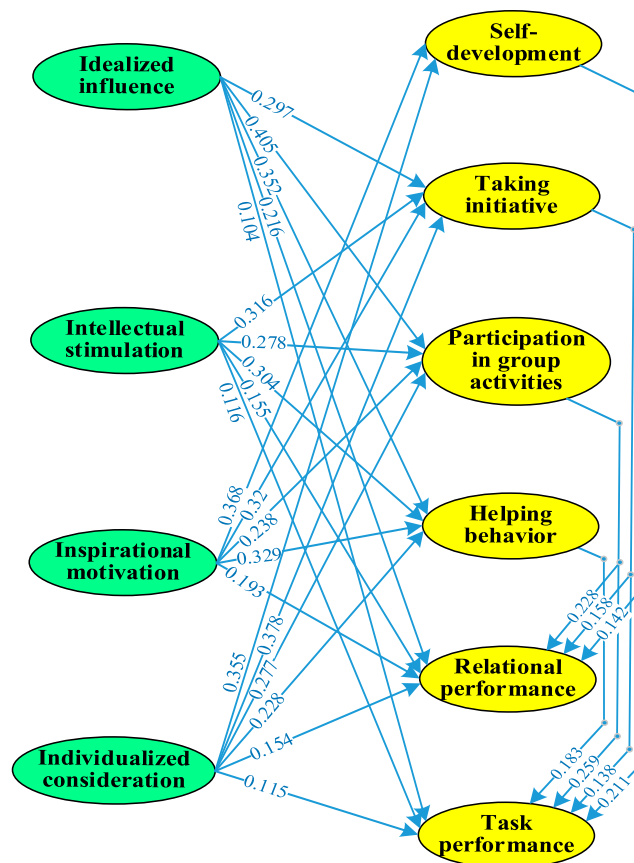 Self-
development
Idealized
influence
0.297
0.405
0.352
0.216
0.104
Taking
initiative
Intellectual
stimulation
0.316
0.278
0.304
0.155
0.116
Participation
in group
activities
Inspirational
motivation
0.368
0.32
0.238
0.329
0.193
Helping
behavior
0.228
0.158
0.142
Relational
performance
Individualized
consideration
0.355
0.378
0.277
0.228
0.154
0.115
0.183
0.259
0.138
0.211
Task
performance